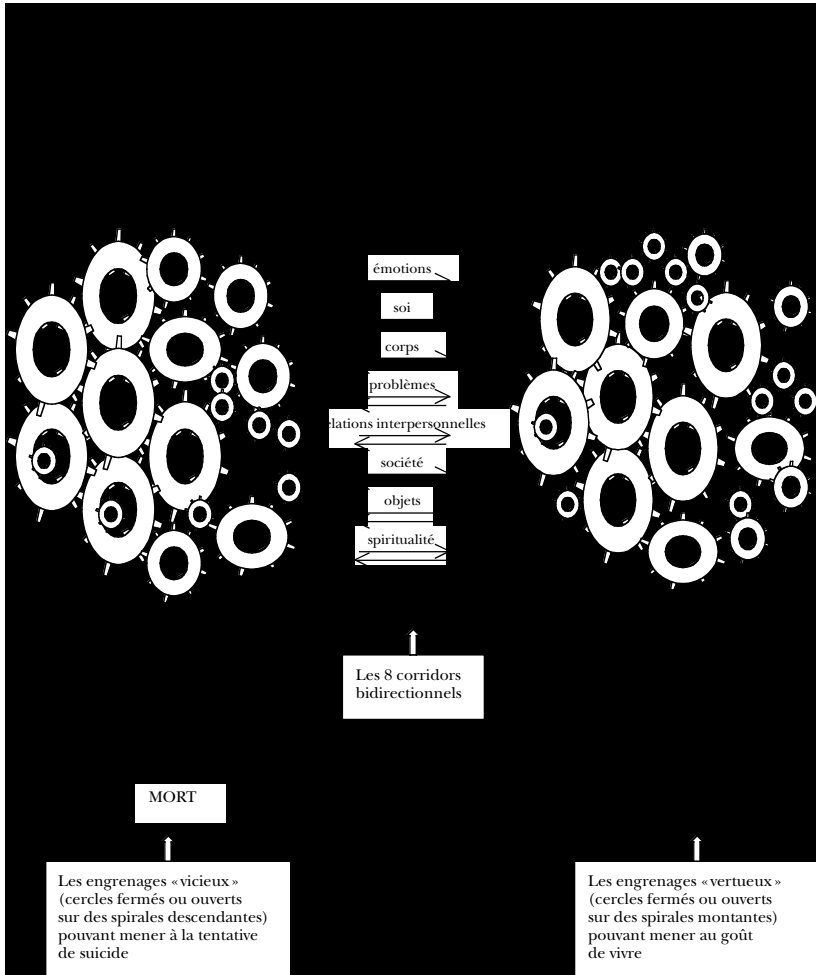 émotions
soi
corps
problèmes
elations interpersonnelles
société
objets
spiritualité
Les 8 corridors
bidirectionnels
MORT
Les engrenages « vicieux »
(cercles fermés ou ouverts
sur des spirales descendantes)
pouvant mener à la tentative
de suicide
Les engrenages « vertueux »
(cercles fermés ou ouverts
sur des spirales montantes)
pouvant mener au goût
de vivre